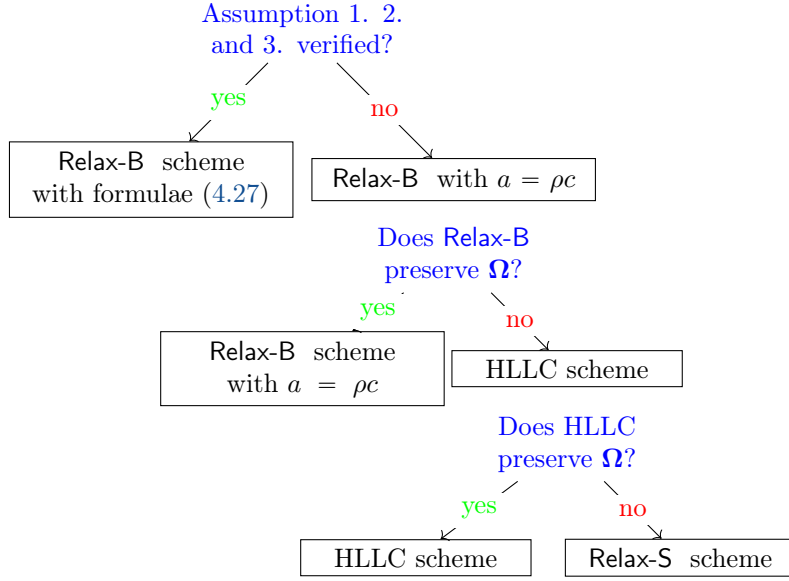 Assumption 1. 2.
and 3. verified?
yes
no
Relax-B scheme
with formulae (4.27)
Relax-B with a = ρc
Does Relax-B
preserve Ω?
yes
no
Relax-B scheme
with a = ρc
HLLC scheme
Does HLLC
preserve Ω?
yes
no
HLLC scheme
Relax-S scheme